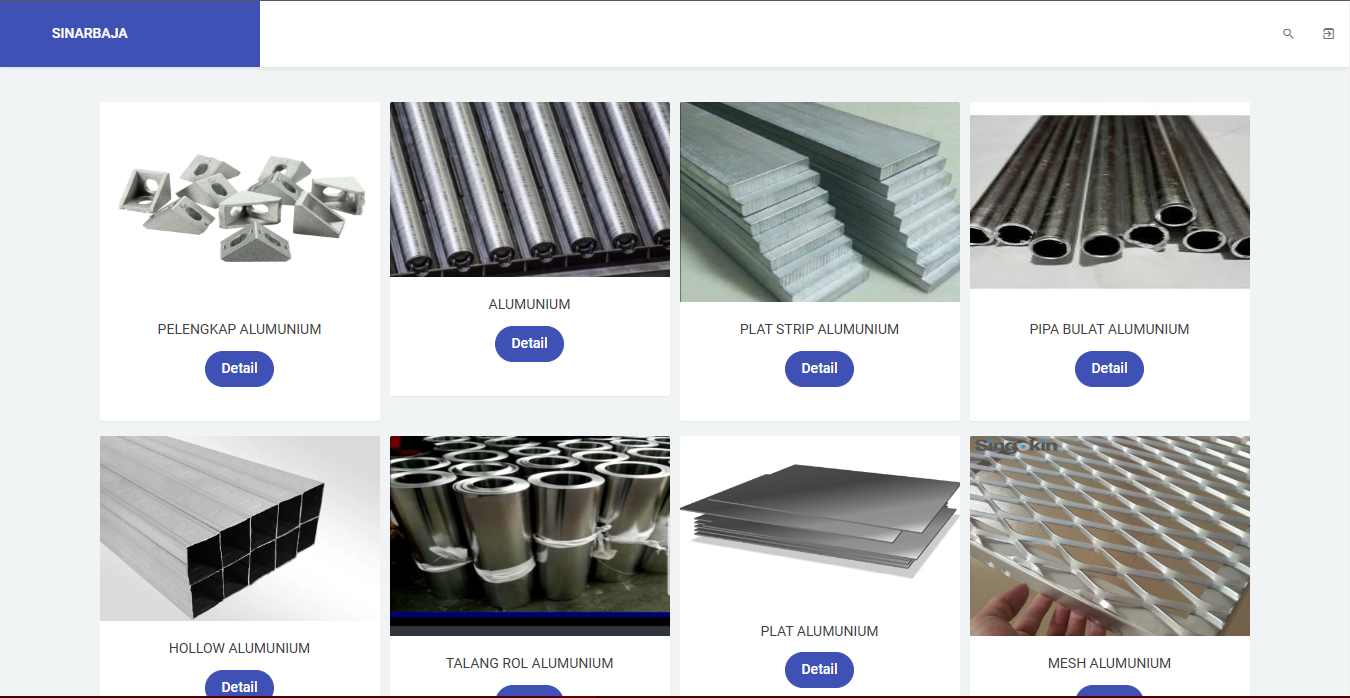 SINARBAJA
PELENGKAP ALUMUNIUM
Detail
ALUMUNIUM
Detail
PLAT STRIP ALUMUNIUM
Detail
PIPA BULAT ALUMUNIUM
Detail
HOLLOW ALUMUNIUM
Detail
TALANG ROL ALUMUNIUM
PLAT ALUMUNIUM
Detail
Singokin
MESH ALUMUNIUM